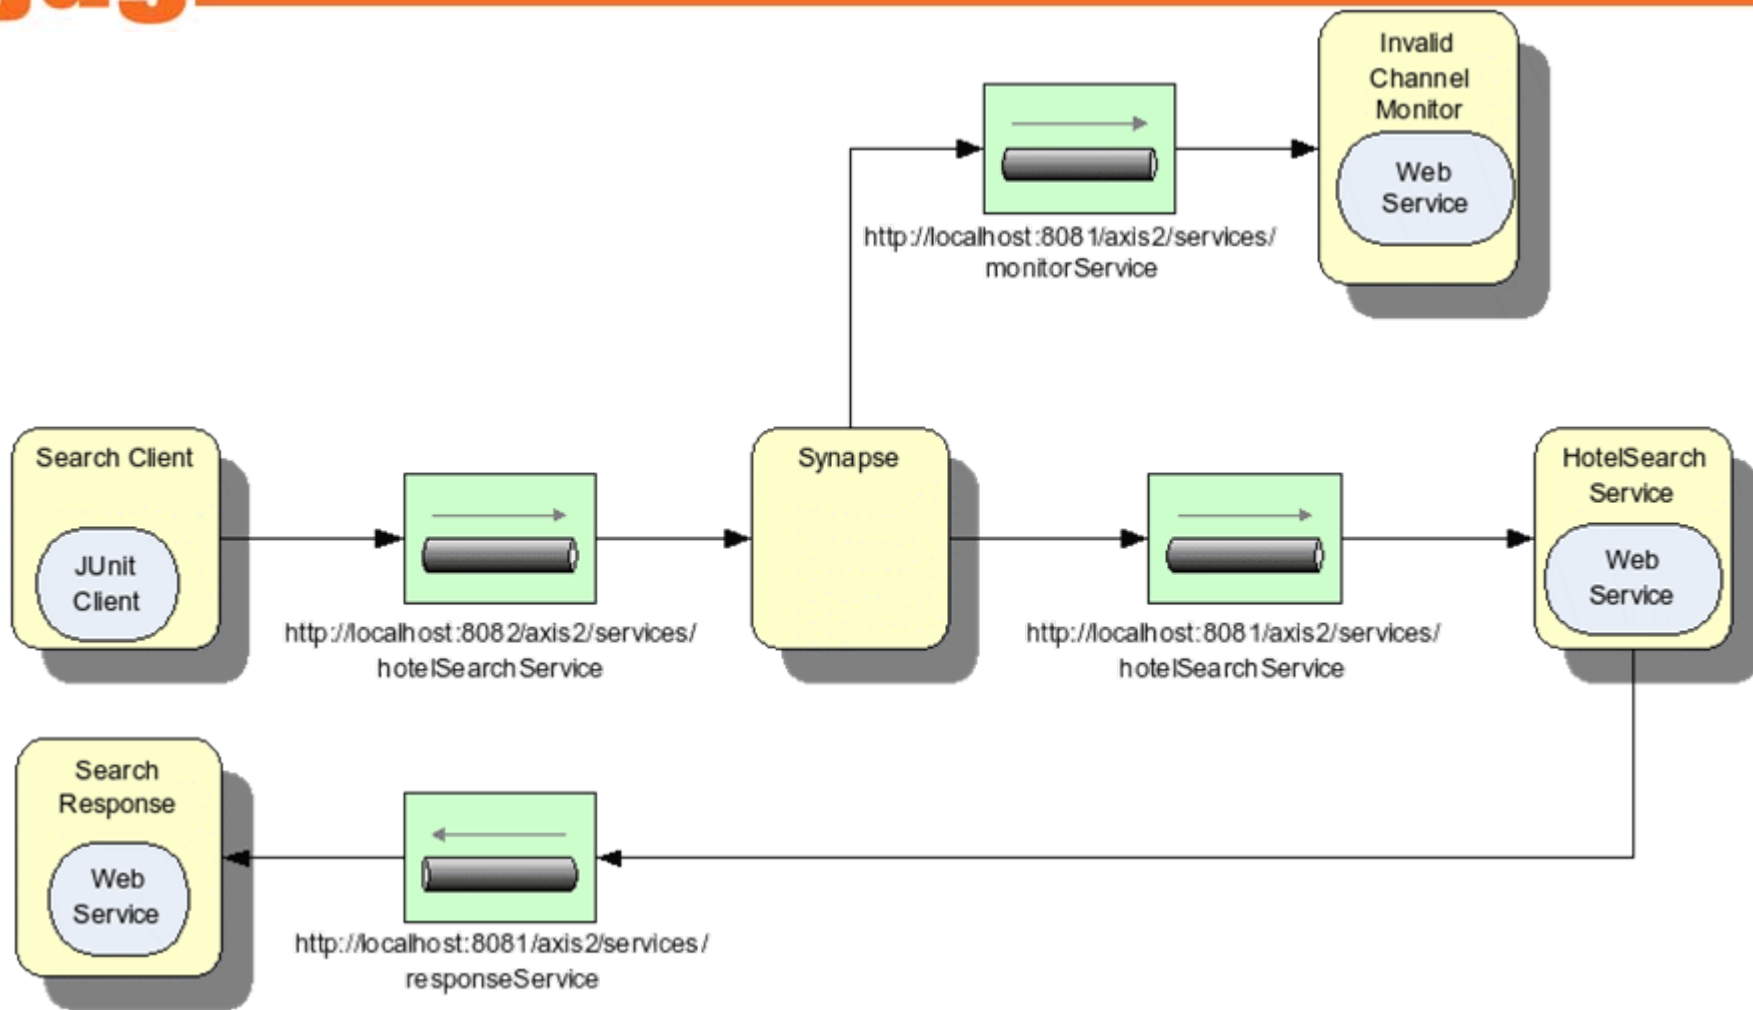 Invalid
Channel
Monitor
Web
Service
http://localhost:8081/axis2/services/
monitorService
Search Client
JUnit
Client
http://localhost:8082/axis2/services/
hotelSearchService
Synapse
http://localhost:8081/axis2/services/
hotelSearchService
HotelSearch
Service
Web
Service
Search
Response
Web
Service
http://localhost:8081/axis2/services/
responseService